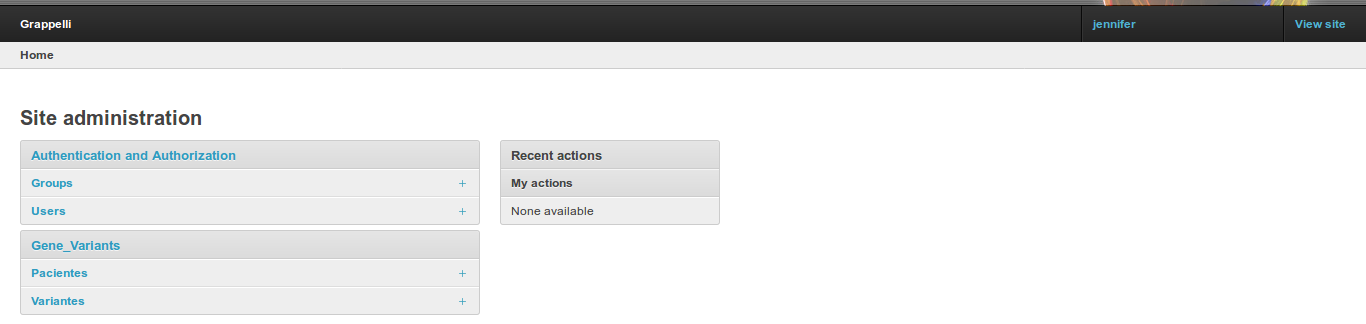 Grappelli
jennifer
View site
Home
Site administration
Authentication and Authorization
Groups
+
Users
+
Gene_Variants
Pacientes
+
Variantes
+
Recent actions
My actions
None available